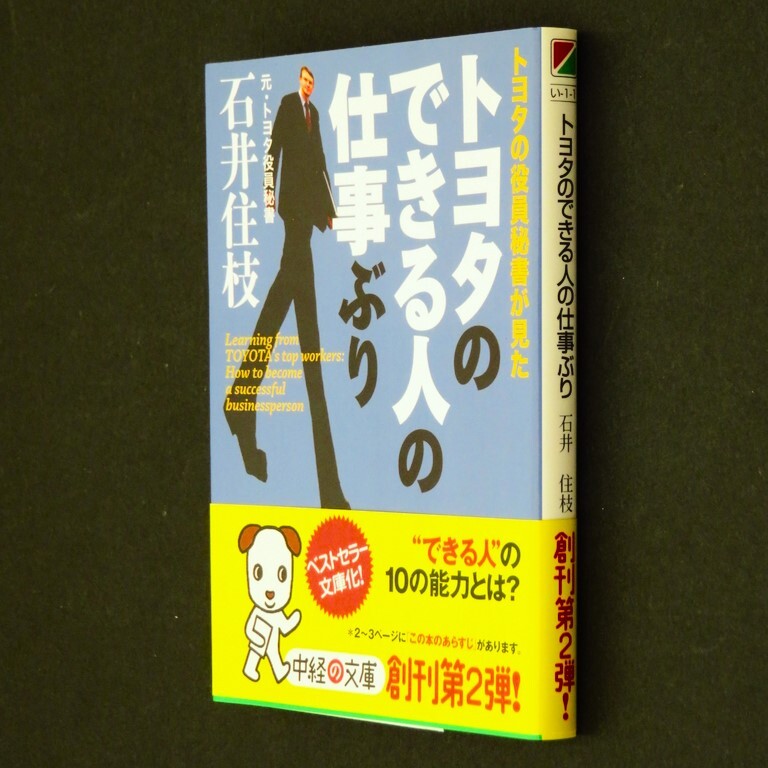 トヨタの役員秘書が見た
トヨタの
できる人の
仕事ぶり
元・トヨタ役員秘書
石井住枝
Learning from
TOYOTA's top workers:
How to become
a successful
businessperson
ベストセラー
文庫化!
“できる人”の
10の能力とは?
*2〜3ページに「この本のあらすじ」があります。
中経の文庫
創刊第2弾!
い-1-1
トヨタのできる人の仕事ぶり
石井 住枝
創刊第2弾!